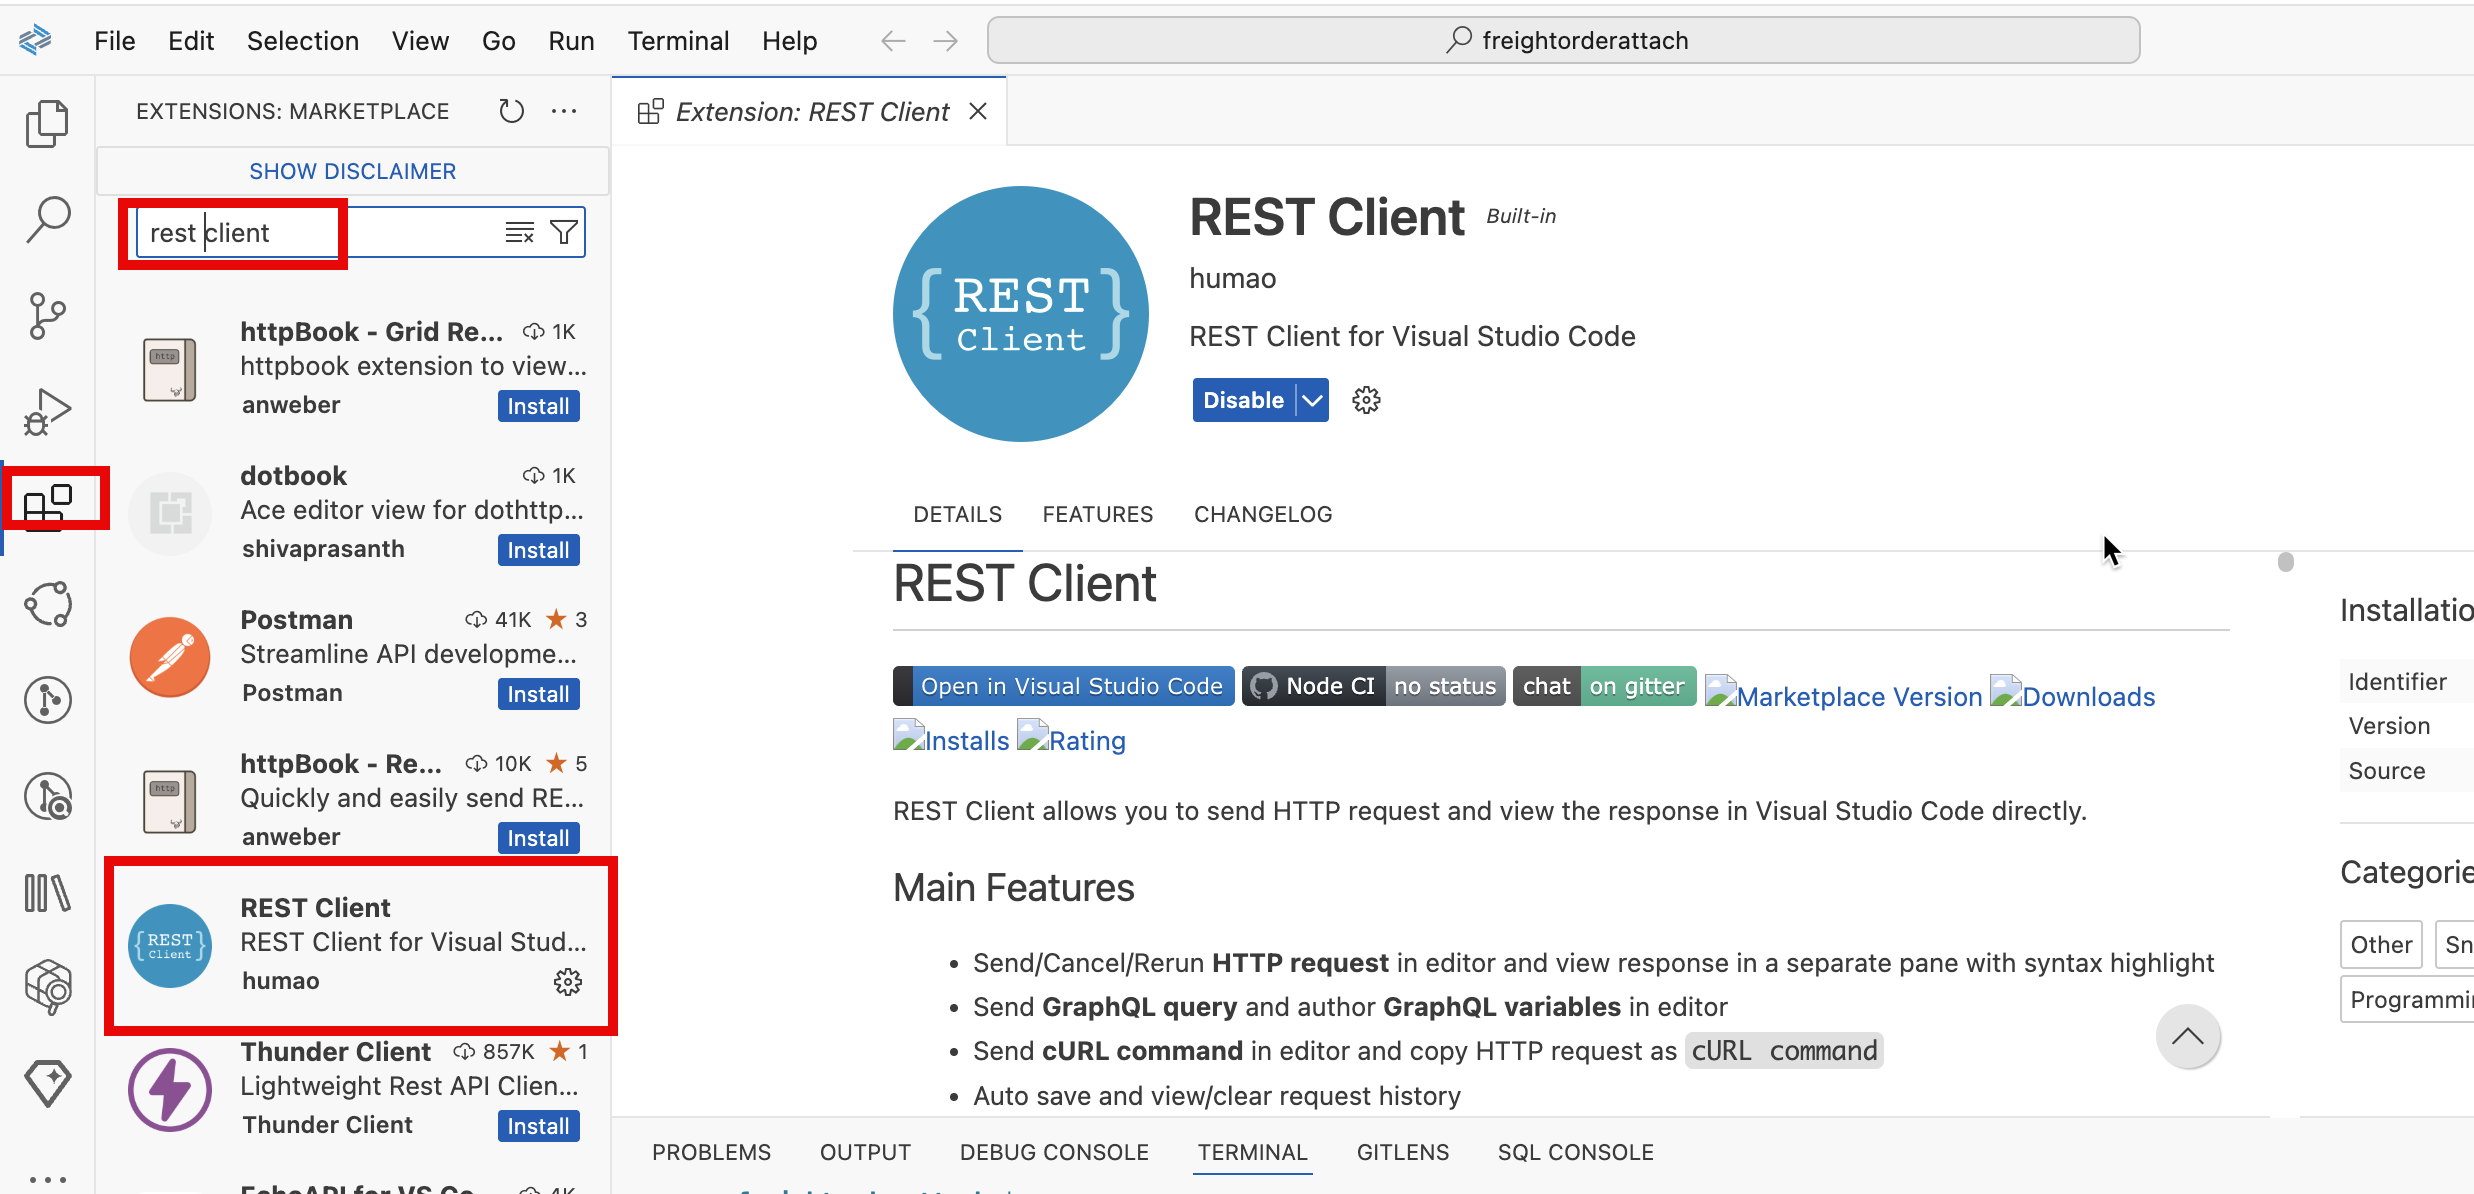 File Edit Selection View Go Run Terminal Help
freightorderattach
EXTENSIONS: MARKETPLACE
SHOW DISCLAIMER
rest client
httpBook - Grid Re... 1K
httpbook extension to view...
anweber Install
dotbook 1K
Ace editor view for dothttp...
shivaprasanth Install
Postman 41K 3
Streamline API developme...
Postman Install
httpBook - Re... 10K 5
Quickly and easily send RE...
anweber Install
REST Client
REST Client for Visual Stud...
humao
Thunder Client 857K 1
Lightweight Rest API Clien...
Thunder Client Install
4K
Extension: REST Client
REST
Client
REST Client Built-in
humao
REST Client for Visual Studio Code
Disable
DETAILS FEATURES CHANGELOG
REST Client
Open in Visual Studio Code Node CI no status chat on gitter Marketplace Version Downloads
Installs Rating
REST Client allows you to send HTTP request and view the response in Visual Studio Code directly.
Main Features
• Send/Cancel/Rerun HTTP request in editor and view response in a separate pane with syntax highlight
• Send GraphQL query and author GraphQL variables in editor
• Send cURL command in editor and copy HTTP request as cURL command
• Auto save and view/clear request history
Installatio
Identifier
Version
Source
Categorie
Other Sn
Programmi
PROBLEMS OUTPUT DEBUG CONSOLE TERMINAL GITLENS SQL CONSOLE